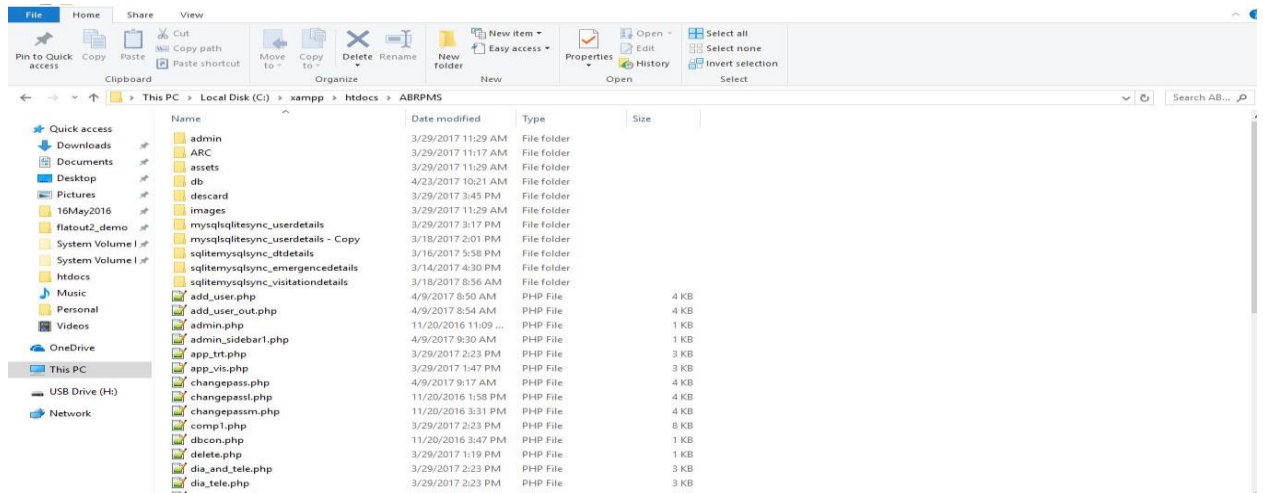 File Home Share View
Cut New item Open Select all
Copy path Easy access Edit Select none
Pin to Quick access Copy Paste Paste shortcut Move to Copy to Delete Rename New folder Properties History Invert selection
Clipboard Organize New Open Select
This PC > Local Disk (C:) > xampp > htdocs > ABRPMS Search AB...
Name Date modified Type Size
Quick access
Downloads
Documents
Desktop
Pictures
16May2016
flatout2_demo
System Volume I
System Volume I
htdocs
Music
Personal
Videos
OneDrive
This PC
USB Drive (H:)
Network
admin 3/29/2017 11:29 AM File folder
ARC 3/29/2017 11:17 AM File folder
assets 3/29/2017 11:29 AM File folder
db 4/23/2017 10:21 AM File folder
descard 3/29/2017 3:45 PM File folder
images 3/29/2017 11:29 AM File folder
mysqlsqlitesync_userdetails 3/29/2017 3:17 PM File folder
mysqlsqlitesync_userdetails - Copy 3/18/2017 2:01 PM File folder
sqlitemysqlsync_dtdetails 3/16/2017 5:58 PM File folder
sqlitemysqlsync_emergencedetails 3/14/2017 4:30 PM File folder
sqlitemysqlsync_visitationdetails 3/18/2017 8:56 AM File folder
add_user.php 4/9/2017 8:50 AM PHP File 4 KB
add_user_out.php 4/9/2017 8:54 AM PHP File 4 KB
admin.php 11/20/2016 11:09 ... PHP File 1 KB
admin_sidebar1.php 4/9/2017 9:30 AM PHP File 1 KB
app_trt.php 3/29/2017 2:23 PM PHP File 3 KB
app_vis.php 3/29/2017 1:47 PM PHP File 3 KB
changepass.php 4/9/2017 9:17 AM PHP File 4 KB
changepassl.php 11/20/2016 1:58 PM PHP File 4 KB
changepassm.php 11/20/2016 3:31 PM PHP File 4 KB
comp1.php 3/29/2017 2:23 PM PHP File 8 KB
dbcon.php 11/20/2016 3:47 PM PHP File 1 KB
delete.php 3/29/2017 1:19 PM PHP File 1 KB
dia_and_tele.php 3/29/2017 2:23 PM PHP File 3 KB
dia_tele.php 3/29/2017 2:23 PM PHP File 3 KB